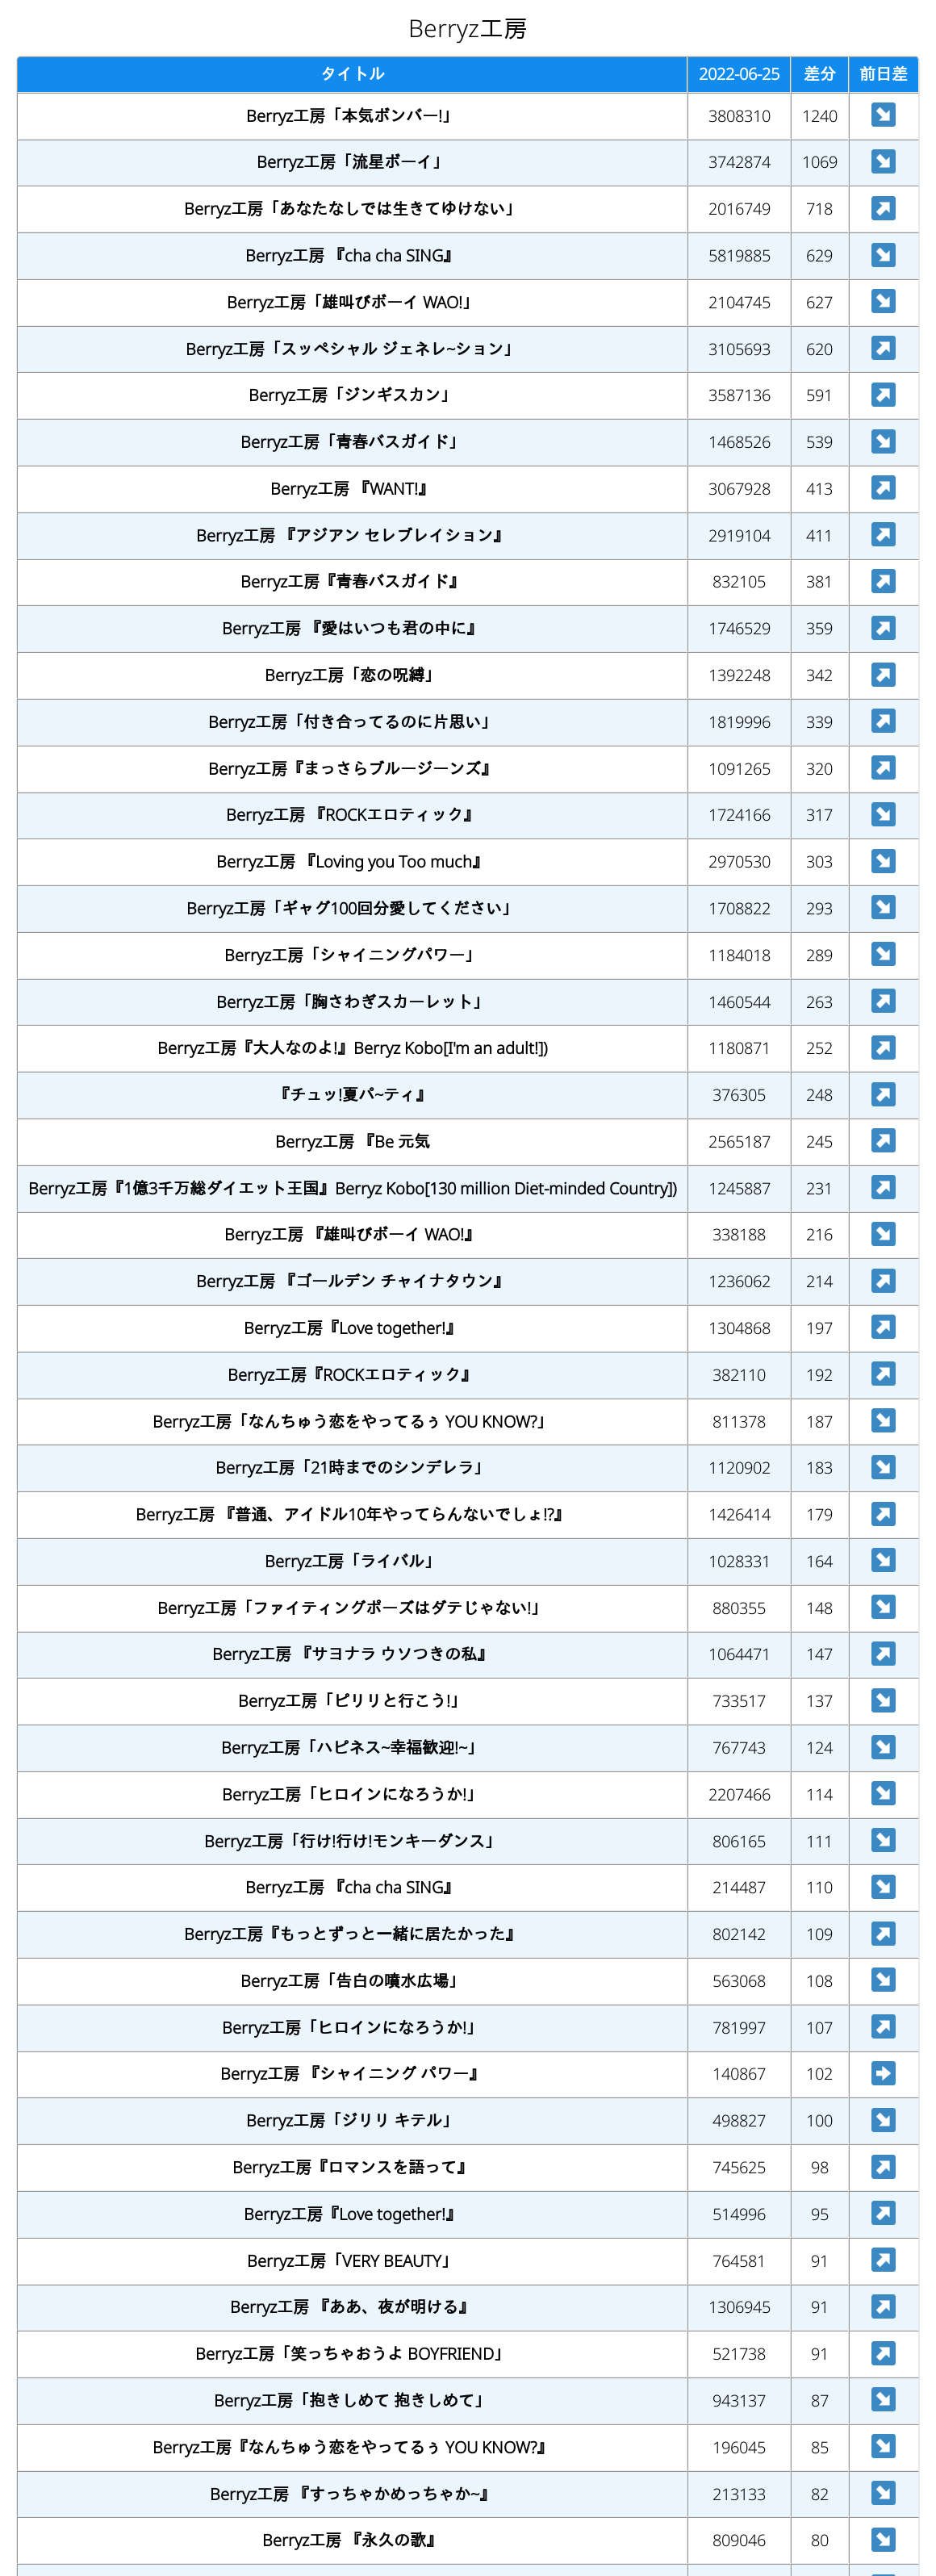 Berryz工房
タイトル 2022-06-25 差分 前日差
Berryz工房「本気ボンバー!」 3808310 1240
Berryz工房「流星ボーイ」 3742874 1069
Berryz工房「あなたなしでは生きてゆけない」 2016749 718
Berryz工房 『cha cha SING』 5819885 629
Berryz工房「雄叫びボーイ WAO!」 2104745 627
Berryz工房「スッペシャル ジェネレ~ション」 3105693 620
Berryz工房「ジンギスカン」 3587136 591
Berryz工房「青春バスガイド」 1468526 539
Berryz工房 『WANT!』 3067928 413
Berryz工房 『アジアン セレブレイション』 2919104 411
Berryz工房『青春バスガイド』 832105 381
Berryz工房 『愛はいつも君の中に』 1746529 359
Berryz工房「恋の呪縛」 1392248 342
Berryz工房「付き合ってるのに片思い」 1819996 339
Berryz工房『まっさらブルージーンズ』 1091265 320
Berryz工房 『ROCKエロティック』 1724166 317
Berryz工房 『Loving you Too much』 2970530 303
Berryz工房「ギャグ100回分愛してください」 1708822 293
Berryz工房「シャイニングパワー」 1184018 289
Berryz工房「胸さわぎスカーレット」 1460544 263
Berryz工房『大人なのよ!』Berryz Kobo[I'm an adult!]) 1180871 252
『チュッ!夏パ~ティ』 376305 248
Berryz工房 『Be 元気 2565187 245
Berryz工房『1億3千万総ダイエット王国』Berryz Kobo[130 million Diet-minded Country]) 1245887 231
Berryz工房 『雄叫びボーイ WAO!』 338188 216
Berryz工房 『ゴールデン チャイナタウン』 1236062 214
Berryz工房『Love together!』 1304868 197
Berryz工房『ROCKエロティック』 382110 192
Berryz工房「なんちゅう恋をやってるぅ YOU KNOW?」 811378 187
Berryz工房「21時までのシンデレラ」 1120902 183
Berryz工房 『普通、アイドル10年やってらんないでしょ!?』 1426414 179
Berryz工房「ライバル」 1028331 164
Berryz工房「ファイティングポーズはダテじゃない!」 880355 148
Berryz工房 『サヨナラ ウソつきの私』 1064471 147
Berryz工房「ピリリと行こう!」 733517 137
Berryz工房「ハピネス~幸福歓迎!~」 767743 124
Berryz工房「ヒロインになろうか!」 2207466 114
Berryz工房「行け!行け!モンキーダンス」 806165 111
Berryz工房 『cha cha SING』 214487 110
Berryz工房『もっとずっと一緒に居たかった』 802142 109
Berryz工房「告白の噴水広場」 563068 108
Berryz工房「ヒロインになろうか!」 781997 107
Berryz工房 『シャイニング パワー』 140867 102
Berryz工房「ジリリ キテル」 498827 100
Berryz工房『ロマンスを語って』 745625 98
Berryz工房『Love together!』 514996 95
Berryz工房「VERY BEAUTY」 764581 91
Berryz工房 『ああ、夜が明ける』 1306945 91
Berryz工房「笑っちゃおうよ BOYFRIEND」 521738 91
Berryz工房「抱きしめて 抱きしめて」 943137 87
Berryz工房『なんちゅう恋をやってるぅ YOU KNOW?』 196045 85
Berryz工房 『すっちゃかめっちゃか~』 213133 82
Berryz工房 『永久の歌』 809046 80